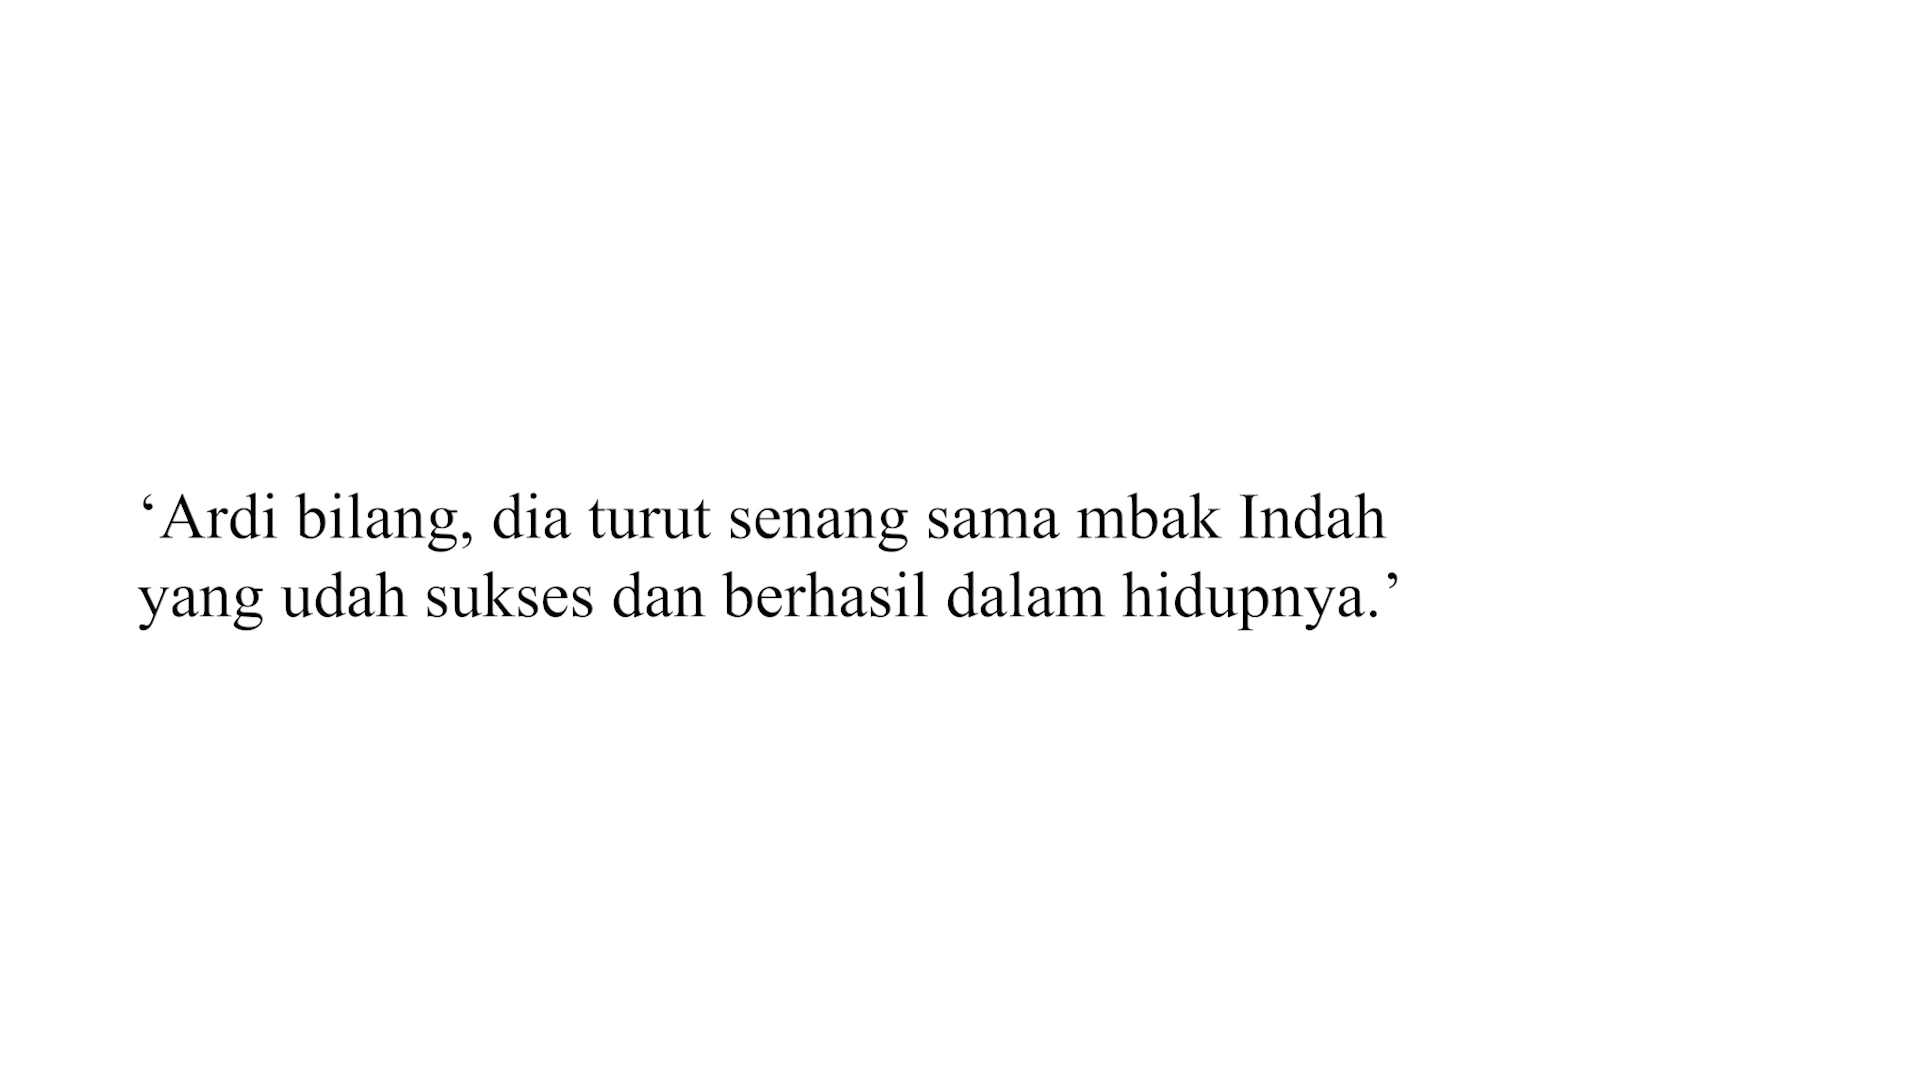 ‘Ardi bilang, dia turut senang sama mbak Indah
yang udah sukses dan berhasil dalam hidupnya.’